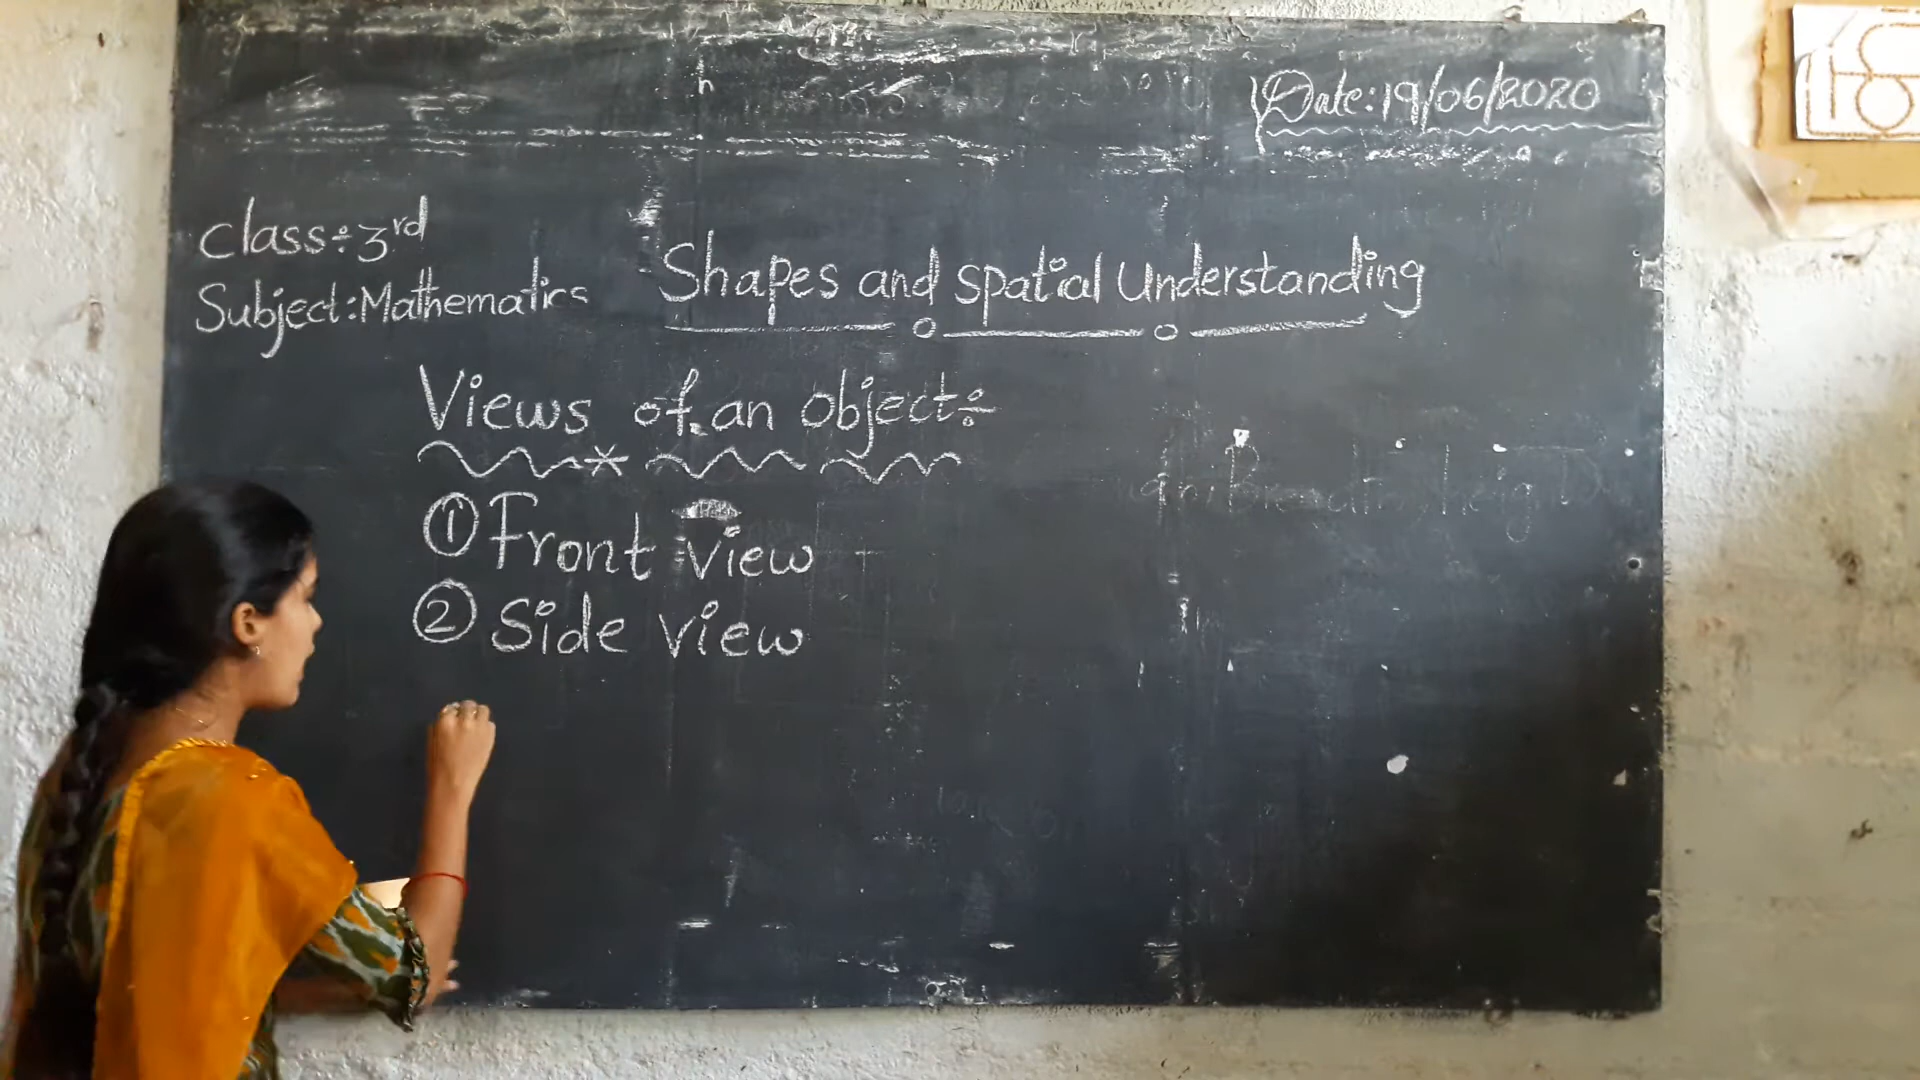 Date:19/06/2020
Class÷3rd
Subject:Mathematics
Shapes and spatial Understanding
Views of an object÷
① Front view
② Side view